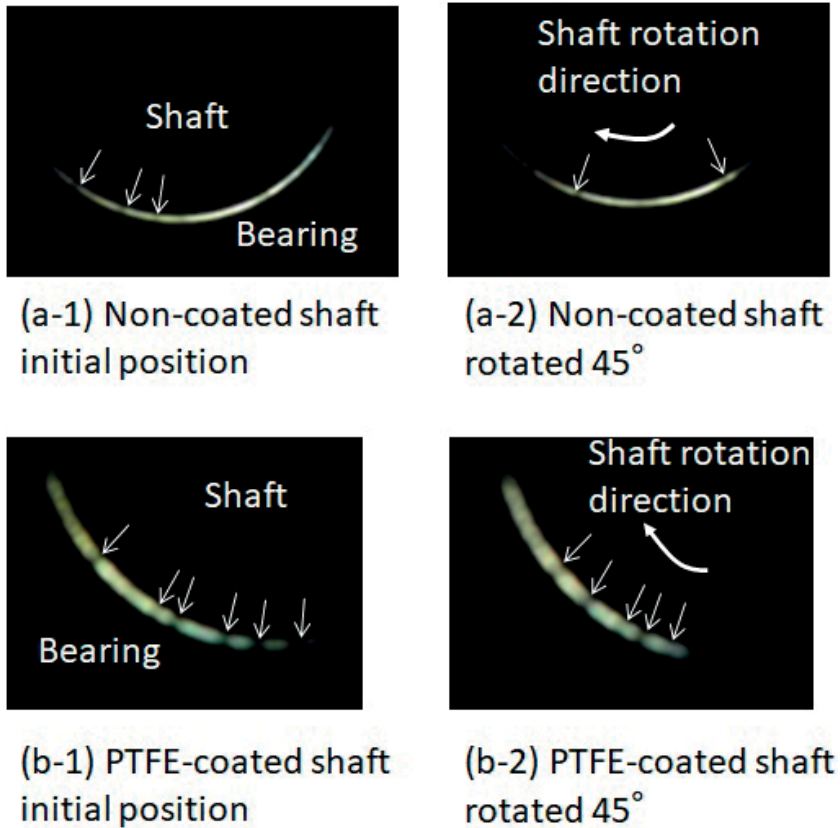 Shaft
Bearing
Shaft rotation
direction
(a-1) Non-coated shaft
initial position
(a-2) Non-coated shaft
rotated 45°
Shaft
Bearing
Shaft rotation
direction
(b-1) PTFE-coated shaft
initial position
(b-2) PTFE-coated shaft
rotated 45°